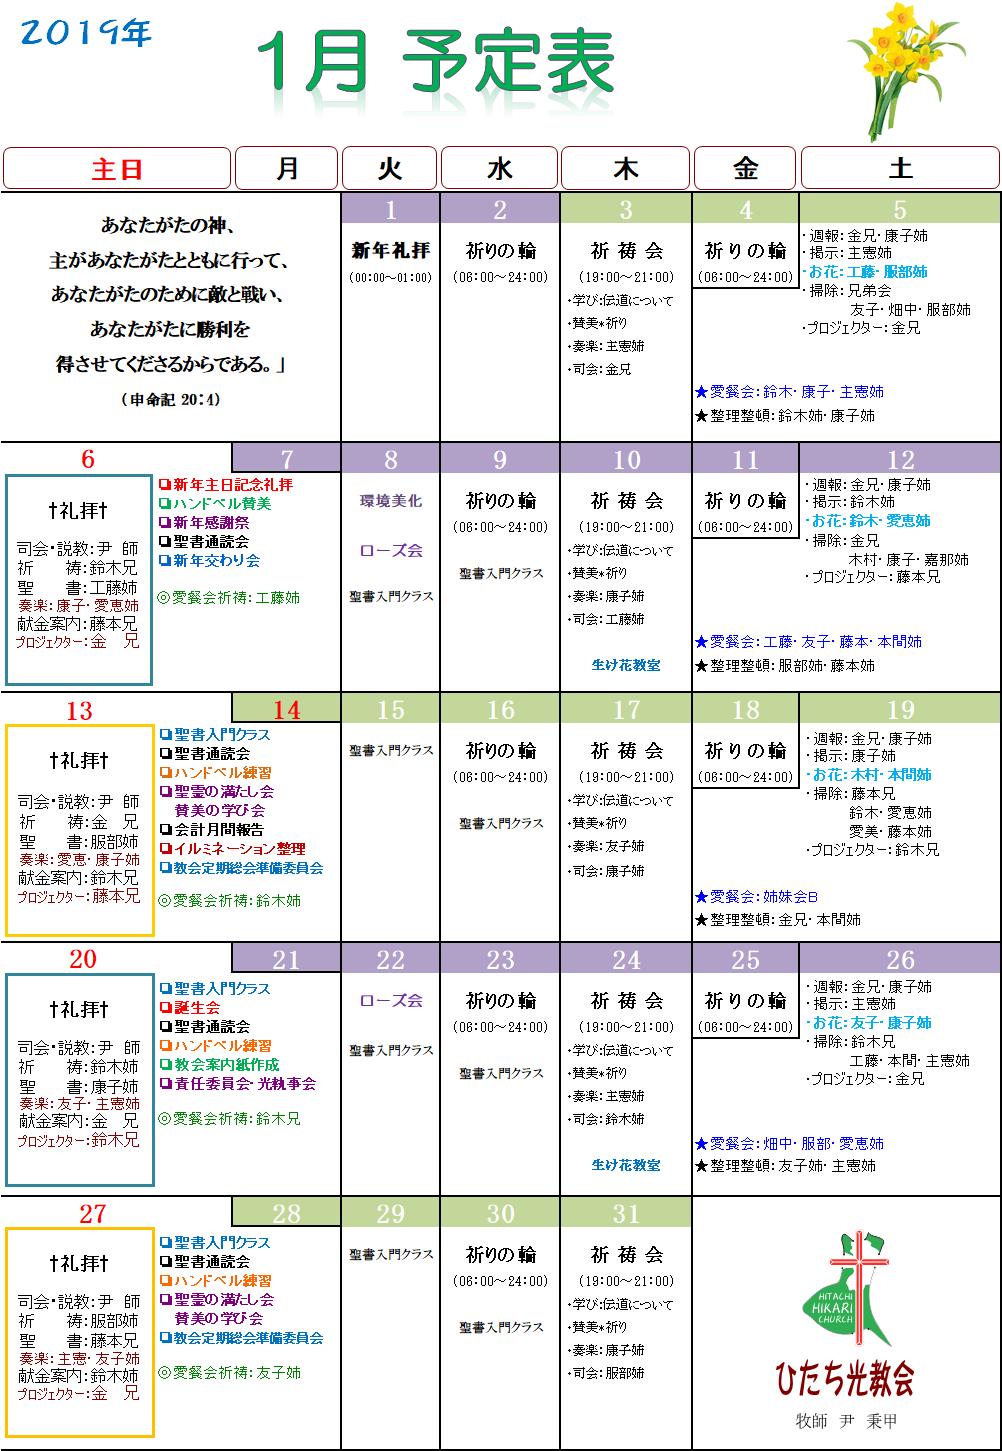 2019年
1月 予定表
主日
月
火
水
木
金
土
あなたがたの神、
主があなたがたとともに行って、
あなたがたのために敵と戦い、
あなたがたに勝利を
得させてくださるからである。」
（申命記 20：4）
1
新年礼拝
（00:00～01:00）
2
祈りの輪
（06:00～24:00）
3
祈 祷 会
（19:00～21:00）
・学び:伝道について
・賛美*祈り
・奏楽：主憲姉
・司会：金兄
4
祈りの輪
（06:00～24:00）
5
・週報：金兄・康子姉
・掲示：主憲姉
・お花：工藤・服部姉
・掃除：兄弟会
友子・畑中・服部姉
・プロジェクター：金兄
★愛餐会：鈴木・康子・主憲姉
★整理整頓：鈴木姉・康子姉
6
†礼拝†
司会・説教：尹 師
祈　　祷：鈴木兄
聖　　書：工藤姉
奏楽：康子・愛恵姉
献金案内：藤本兄
プロジェクター：金 兄
7
❏新年主日記念礼拝
❏ハンドベル賛美
❏新年感謝祭
❏聖書通読会
❏新年交わり会
◎愛餐会祈祷：工藤姉
8
環境美化
ローズ会
聖書入門クラス
9
祈りの輪
（06:00～24:00）
聖書入門クラス
10
祈 祷 会
（19:00～21:00）
・学び:伝道について
・賛美*祈り
・奏楽：康子姉
・司会：工藤姉
生け花教室
11
祈りの輪
（06:00～24:00）
12
・週報：金兄・康子姉
・掲示：鈴木姉
・お花：鈴木・愛恵姉
・掃除：金兄
木村・康子・嘉那姉
・プロジェクター：藤本兄
★愛餐会：工藤・友子・藤本・本間姉
★整理整頓：服部姉・藤本姉
13
†礼拝†
司会・説教：尹 師
祈　　祷：金 兄
聖　　書：服部姉
奏楽：愛恵・康子姉
献金案内：鈴木兄
プロジェクター：藤本兄
14
❏聖書入門クラス
❏聖書通読会
❏ハンドベル練習
❏聖霊の満たし会
賛美の学び会
❏会計月間報告
❏イルミネーション整理
❏教会定期総会準備委員会
◎愛餐会祈祷：鈴木姉
15
聖書入門クラス
16
祈りの輪
（06:00～24:00）
聖書入門クラス
17
祈 祷 会
（19:00～21:00）
・学び:伝道について
・賛美*祈り
・奏楽：友子姉
・司会：康子姉
18
祈りの輪
（06:00～24:00）
19
・週報：金兄・康子姉
・掲示：康子姉
・お花：木村・本間姉
・掃除：藤本兄
鈴木・愛恵姉
愛美・藤本姉
・プロジェクター：鈴木兄
★愛餐会：姉妹会B
★整理整頓：金兄・本間姉
20
†礼拝†
司会・説教：尹 師
祈　　祷：鈴木姉
聖　　書：康子姉
奏楽：友子・主憲姉
献金案内：金 兄
プロジェクター：鈴木兄
21
❏聖書入門クラス
❏誕生会
❏聖書通読会
❏ハンドベル練習
❏教会案内紙作成
❏責任委員会・光執事会
◎愛餐会祈祷：鈴木兄
22
ローズ会
聖書入門クラス
23
祈りの輪
（06:00～24:00）
聖書入門クラス
24
祈 祷 会
（19:00～21:00）
・学び:伝道について
・賛美*祈り
・奏楽：主憲姉
・司会：鈴木姉
生け花教室
25
祈りの輪
（06:00～24:00）
26
・週報：金兄・康子姉
・掲示：主憲姉
・お花：友子・康子姉
・掃除：鈴木兄
工藤・本間・主憲姉
・プロジェクター：金兄
★愛餐会：畑中・服部・愛恵姉
★整理整頓：友子姉・主憲姉
27
†礼拝†
司会・説教：尹 師
祈　　祷：服部姉
聖　　書：藤本兄
奏楽：主憲・友子姉
献金案内：鈴木姉
プロジェクター：金 兄
28
❏聖書入門クラス
❏聖書通読会
❏ハンドベル練習
❏聖霊の満たし会
賛美の学び会
❏教会定期総会準備委員会
◎愛餐会祈祷：友子姉
29
聖書入門クラス
30
祈りの輪
（06:00～24:00）
聖書入門クラス
31
祈 祷 会
（19:00～21:00）
・学び:伝道について
・賛美*祈り
・奏楽：康子姉
・司会：服部姉
HITACHI
HIKARI
CHURCH
ひたち光教会
牧師 尹 秉甲